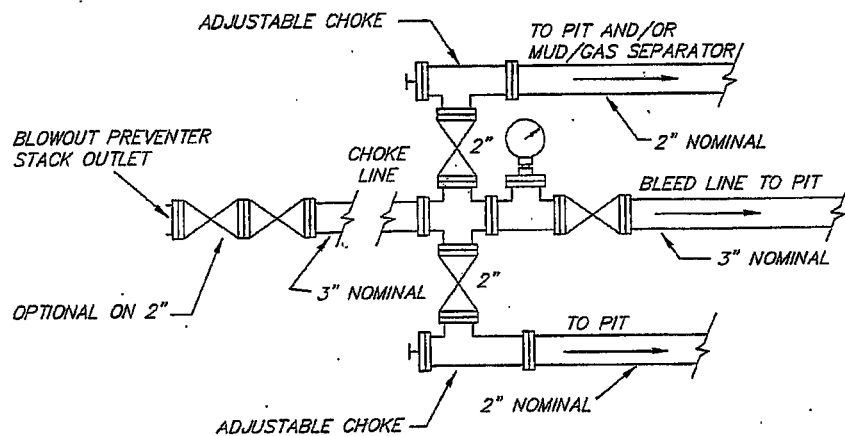 ADJUSTABLE CHOKE
TO PIT AND/OR
MUD/GAS SEPARATOR
2" NOMINAL
2"
BLOWOUT PREVENTER
STACK OUTLET
CHOKE
LINE
BLEED LINE TO PIT
3" NOMINAL
3" NOMINAL
OPTIONAL ON 2"
2"
TO PIT
2" NOMINAL
ADJUSTABLE CHOKE